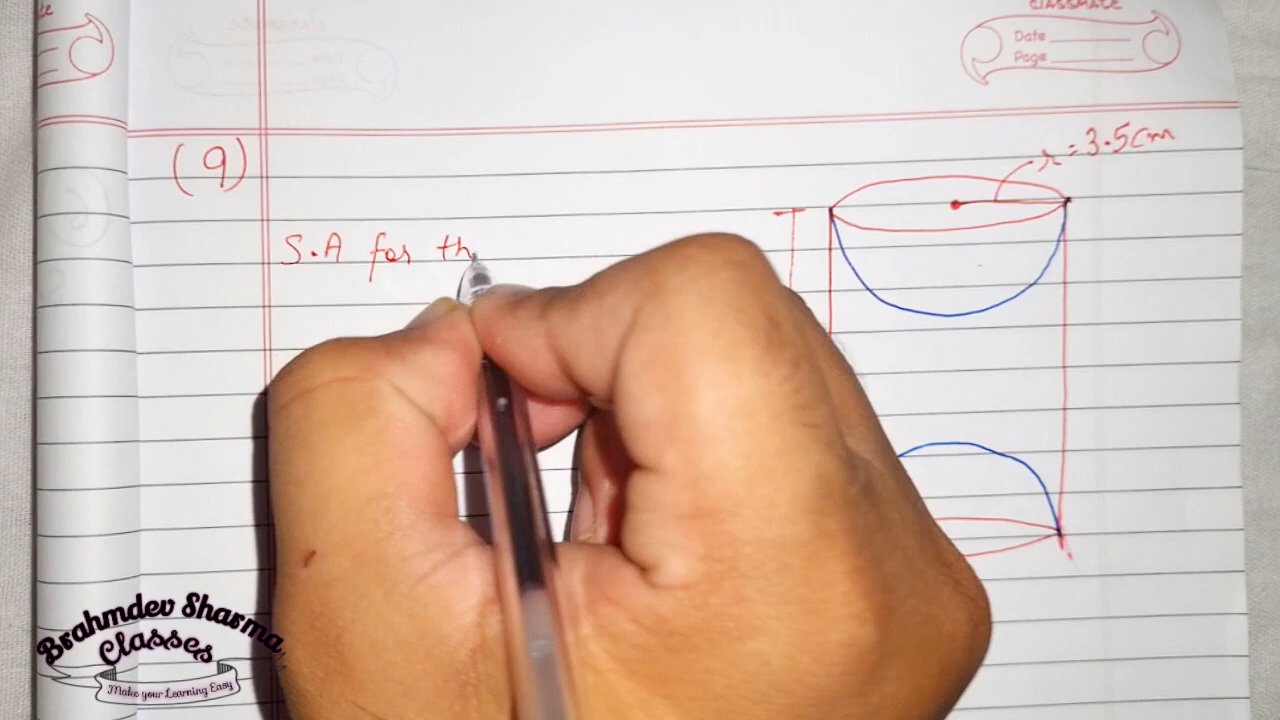 CLASSMATE
Date
Page
(9)
r = 3.5cm
S.A for th
Brahmdev Sharma
Classes
Make your Learning Easy